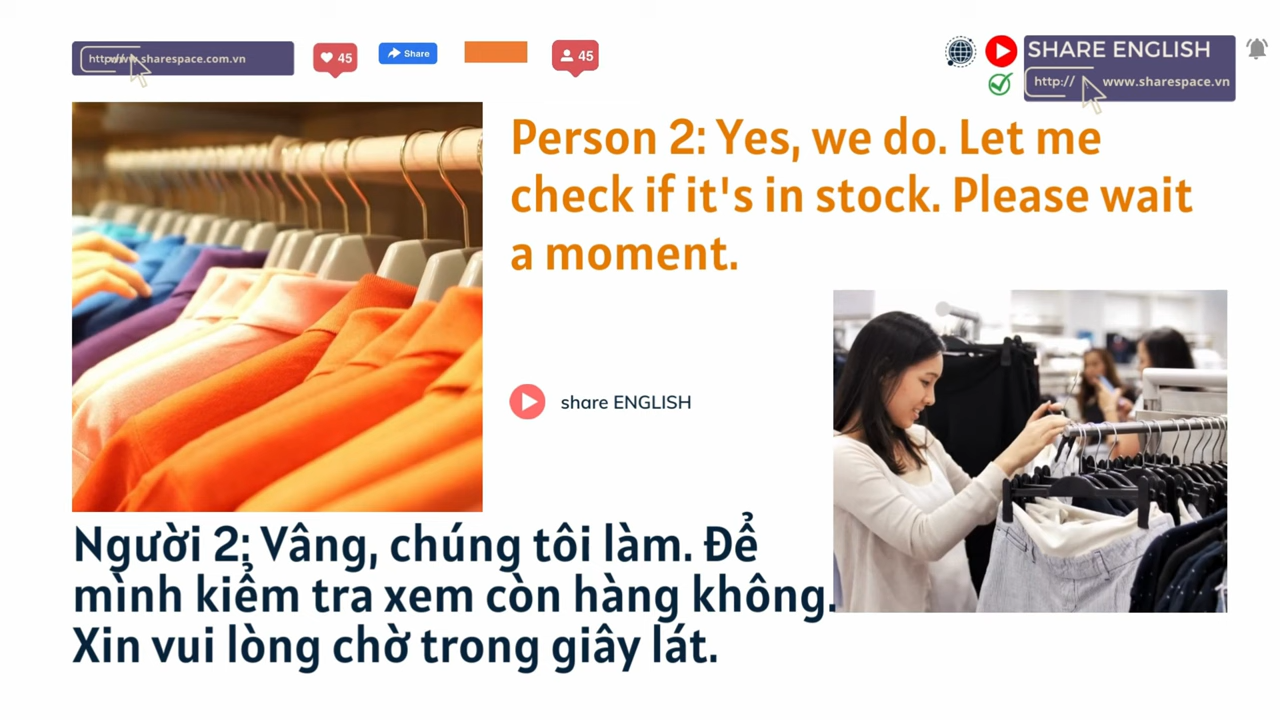 http://www.sharespace.com.vn
45
Share
45
SHARE ENGLISH
http:// www.sharespace.vn
Person 2: Yes, we do. Let me
check if it's in stock. Please wait
a moment.
share ENGLISH
Người 2: Vâng, chúng tôi làm. Để
mình kiểm tra xem còn hàng không.
Xin vui lòng chờ trong giây lát.